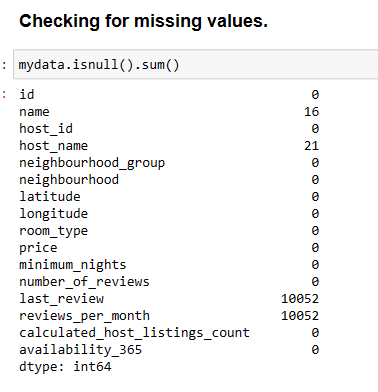 Checking for missing values.
: mydata.isnull().sum()
: id 0
name 16
host_id 0
host_name 21
neighbourhood_group 0
neighbourhood 0
latitude 0
longitude 0
room_type 0
price 0
minimum_nights 0
number_of_reviews 0
last_review 10052
reviews_per_month 10052
calculated_host_listings_count 0
availability_365 0
dtype: int64